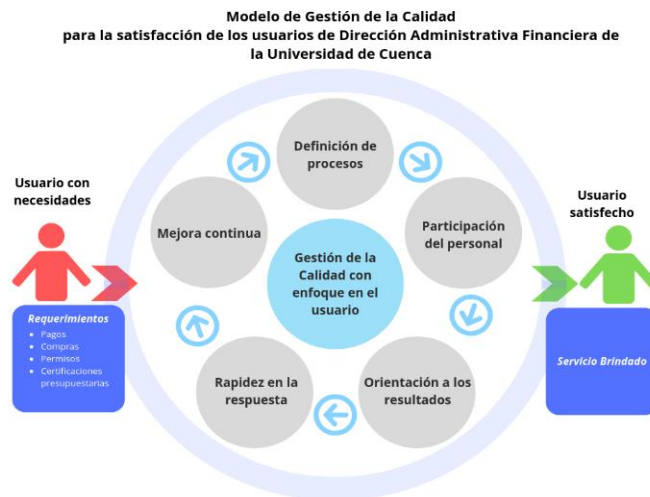 Modelo de Gestión de la Calidad
para la satisfacción de los usuarios de Dirección Administrativa Financiera de
la Universidad de Cuenca
Definición de
procesos
Usuario con
necesidades
Usuario
satisfecho
Mejora continua
Participación
del personal
Gestión de la
Calidad con
enfoque en el
usuario
Requerimientos
Pagos
Compras
Permisos
Certificaciones
presupuestarias
Servicio Brindado
Rapidez en la
respuesta
Orientación a los
resultados